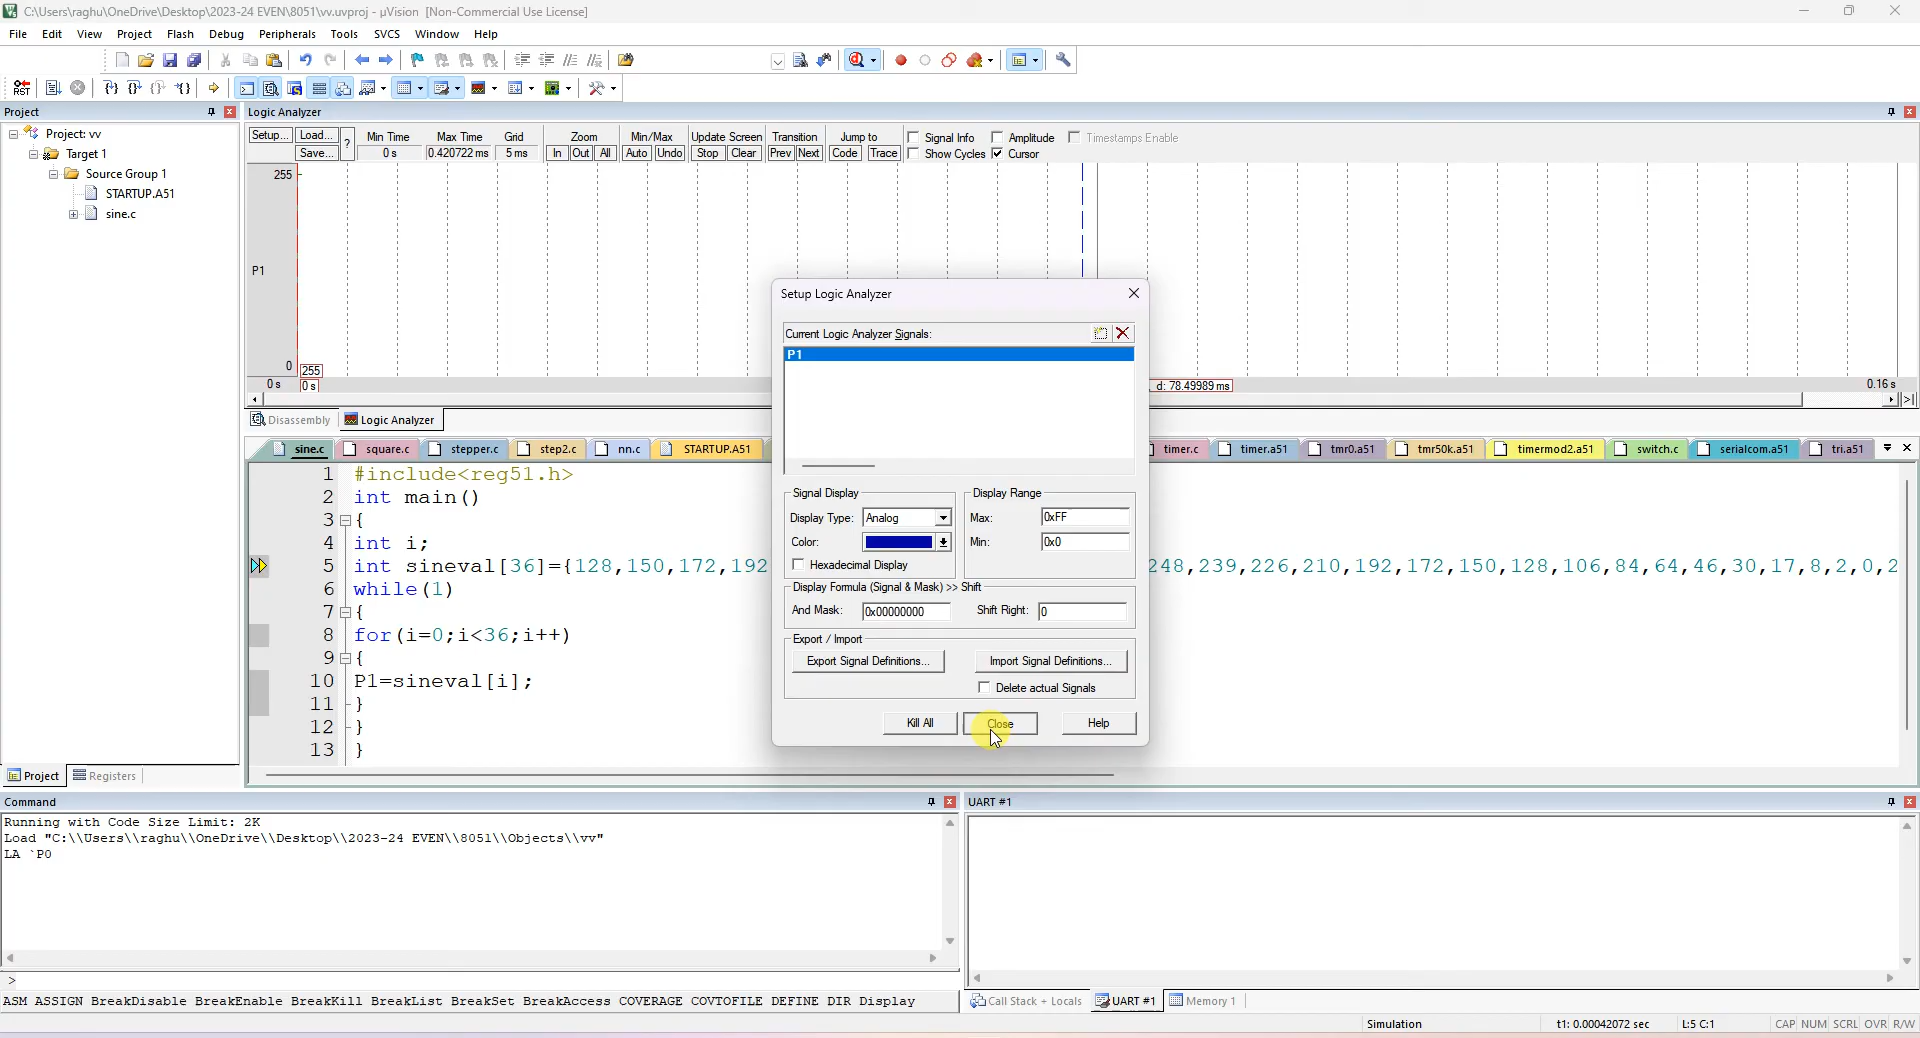 C:\Users\raghu\OneDrive\Desktop\2023-24 EVEN\8051\vv.uvproj - µVision [Non-Commercial Use License]
File Edit View Project Flash Debug Peripherals Tools SVCS Window Help
RST
Project
Project: vv
Target 1
Source Group 1
STARTUP.A51
sine.c
Project Registers
Logic Analyzer
Setup... Load... ? Min Time Max Time Grid Zoom Min/Max Update Screen Transition Jump to Signal Info Amplitude Timestamps Enable
Save... 0 s 0.420722 ms 5 ms In Out All Auto Undo Stop Clear Prev Next Code Trace Show Cycles Cursor
255
P1
0 255
0 s 0 s d: 78.49989 ms 0.16 s
Disassembly Logic Analyzer
Setup Logic Analyzer
Current Logic Analyzer Signals:
P1
Signal Display
Display Type: Analog
Color:
Hexadecimal Display
Display Range
Max: 0xFF
Min: 0x0
Display Formula (Signal & Mask) >> Shift
And Mask: 0x00000000 Shift Right: 0
Export / Import
Export Signal Definitions... Import Signal Definitions...
Delete actual Signals
Kill All Close Help
sine.c square.c stepper.c step2.c nn.c STARTUP.A51 timer.c timer.a51 tmr0.a51 tmr50k.a51 timermod2.a51 switch.c serialcom.a51 tri.a51
1 #include<reg51.h>
2 int main()
3 {
4 int i;
5 int sineval[36]={128,150,172,192 248,239,226,210,192,172,150,128,106,84,64,46,30,17,8,2,0,2
6 while(1)
7 {
8 for(i=0;i<36;i++)
9 {
10 P1=sineval[i];
11 }
12 }
13 }
Command
Running with Code Size Limit: 2K
Load "C:\\Users\\raghu\\OneDrive\\Desktop\\2023-24 EVEN\\8051\\Objects\\vv"
LA `P0
>
ASM ASSIGN BreakDisable BreakEnable BreakKill BreakList BreakSet BreakAccess COVERAGE COVTOFILE DEFINE DIR Display
UART #1
Call Stack + Locals UART #1 Memory 1
Simulation t1: 0.00042072 sec L:5 C:1 CAP NUM SCRL OVR R/W